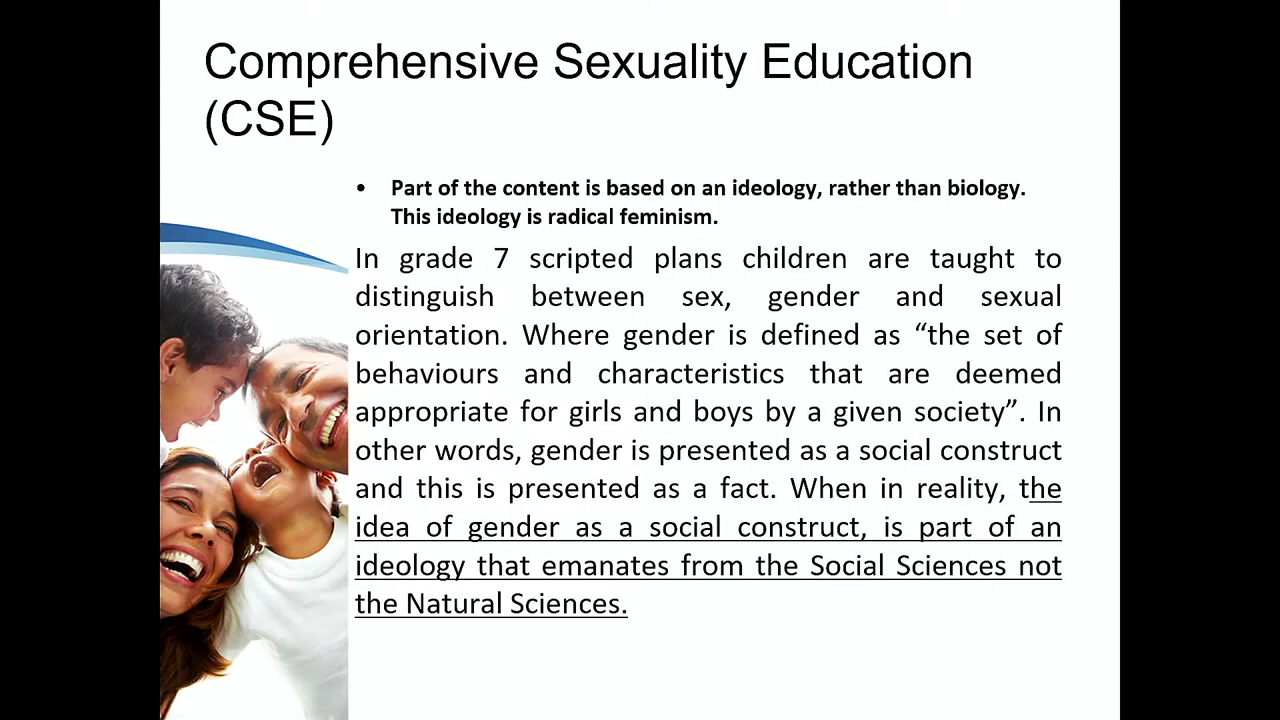 Comprehensive Sexuality Education
(CSE)
• Part of the content is based on an ideology, rather than biology.
This ideology is radical feminism.
In grade 7 scripted plans children are taught to
distinguish between sex, gender and sexual
orientation. Where gender is defined as “the set of
behaviours and characteristics that are deemed
appropriate for girls and boys by a given society”. In
other words, gender is presented as a social construct
and this is presented as a fact. When in reality, the
idea of gender as a social construct, is part of an
ideology that emanates from the Social Sciences not
the Natural Sciences.